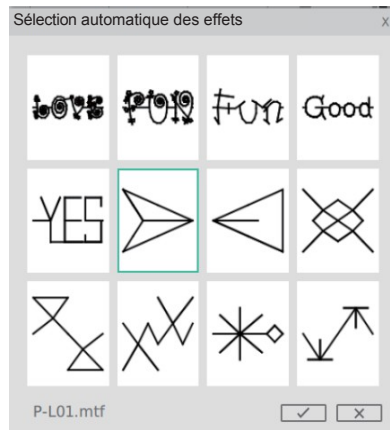 Sélection automatique des effets x
LOVE FUN Fun Good
YES
P-L01.mtf